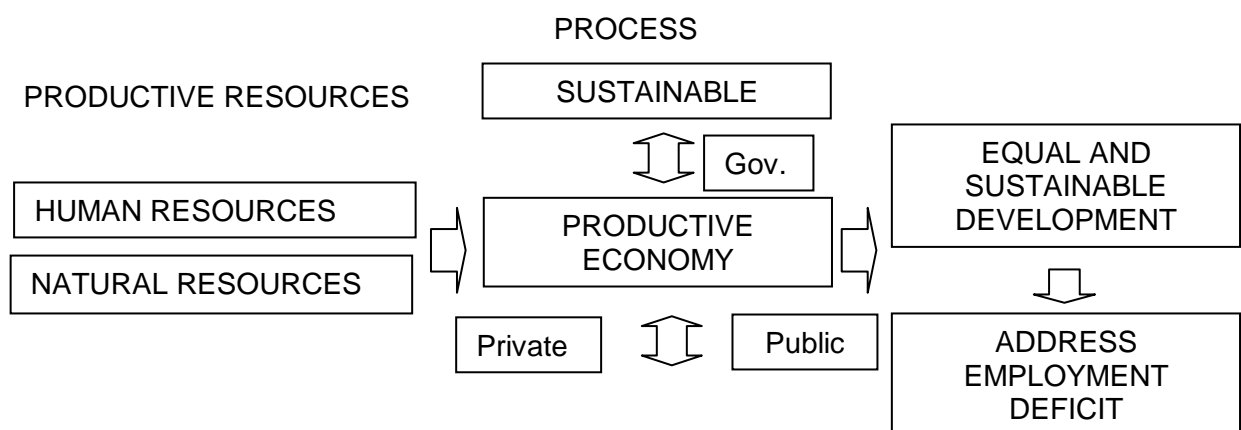 PROCESS
PRODUCTIVE RESOURCES
SUSTAINABLE
Gov.
HUMAN RESOURCES
NATURAL RESOURCES
PRODUCTIVE
ECONOMY
EQUAL AND
SUSTAINABLE
DEVELOPMENT
Private
Public
ADDRESS
EMPLOYMENT
DEFICIT